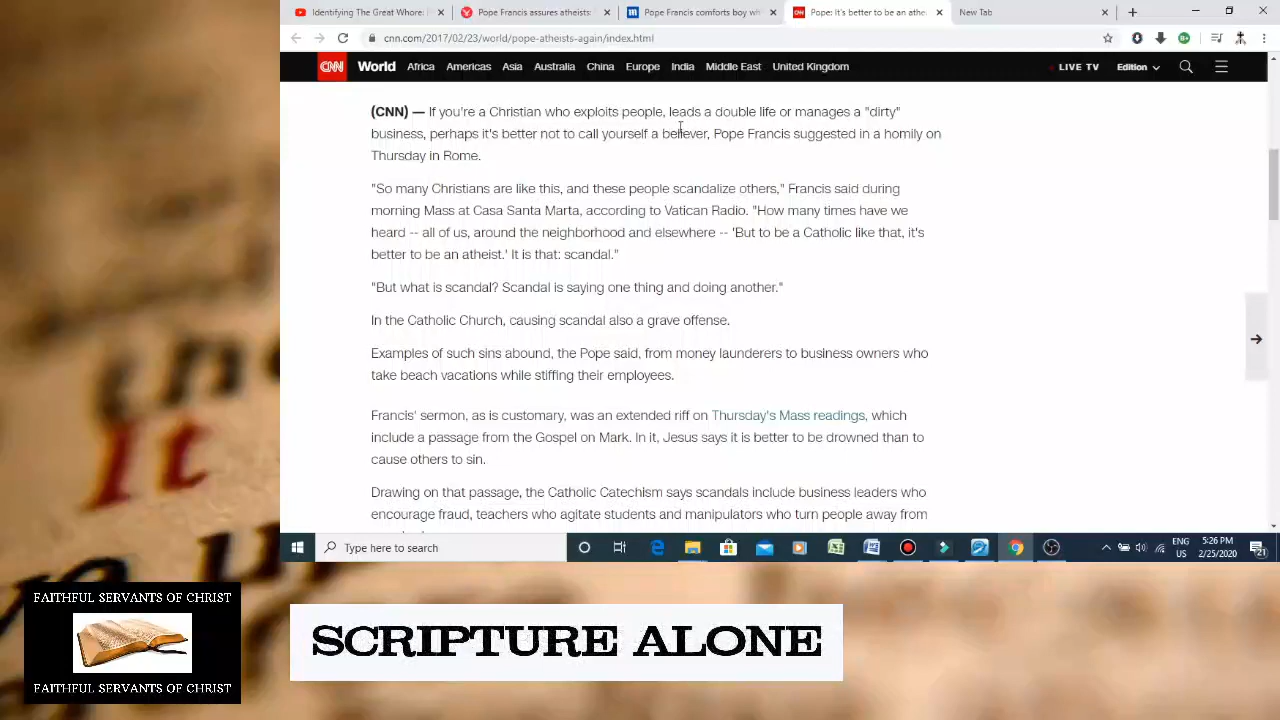 Identifying The Great Whore:
Pope Francis assures atheists:
Pope Francis comforts boy wh
Pope: It's better to be an athe
New Tab
cnn.com/2017/02/23/world/pope-atheists-again/index.html
CNN World Africa Americas Asia Australia China Europe India Middle East United Kingdom LIVE TV Edition
(CNN) — If you're a Christian who exploits people, leads a double life or manages a "dirty"
business, perhaps it's better not to call yourself a believer, Pope Francis suggested in a homily on
Thursday in Rome.
"So many Christians are like this, and these people scandalize others," Francis said during
morning Mass at Casa Santa Marta, according to Vatican Radio. "How many times have we
heard -- all of us, around the neighborhood and elsewhere -- 'But to be a Catholic like that, it's
better to be an atheist.' It is that: scandal."
"But what is scandal? Scandal is saying one thing and doing another."
In the Catholic Church, causing scandal also a grave offense.
Examples of such sins abound, the Pope said, from money launderers to business owners who
take beach vacations while stiffing their employees.
Francis' sermon, as is customary, was an extended riff on Thursday's Mass readings, which
include a passage from the Gospel on Mark. In it, Jesus says it is better to be drowned than to
cause others to sin.
Drawing on that passage, the Catholic Catechism says scandals include business leaders who
encourage fraud, teachers who agitate students and manipulators who turn people away from
Type here to search
ENG
US
5:26 PM
2/25/2020
21
the
It
FAITHFUL SERVANTS OF CHRIST
FAITHFUL SERVANTS OF CHRIST
SCRIPTURE ALONE